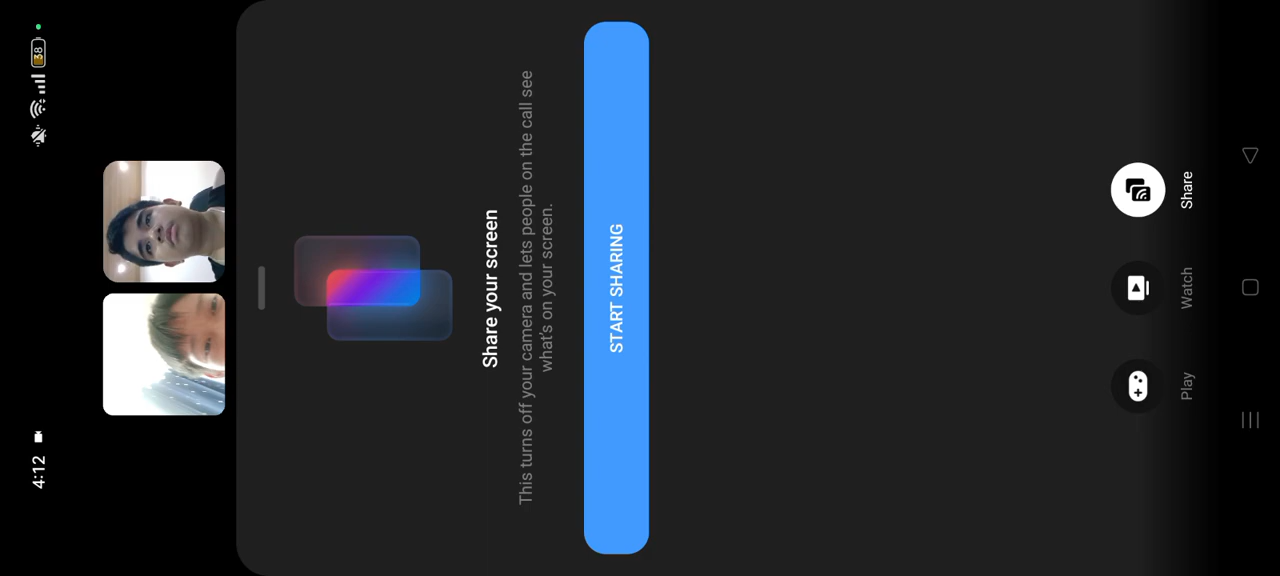 4:12
38
Share your screen
This turns off your camera and lets people on the call see
what's on your screen.
START SHARING
Play
Watch
Share